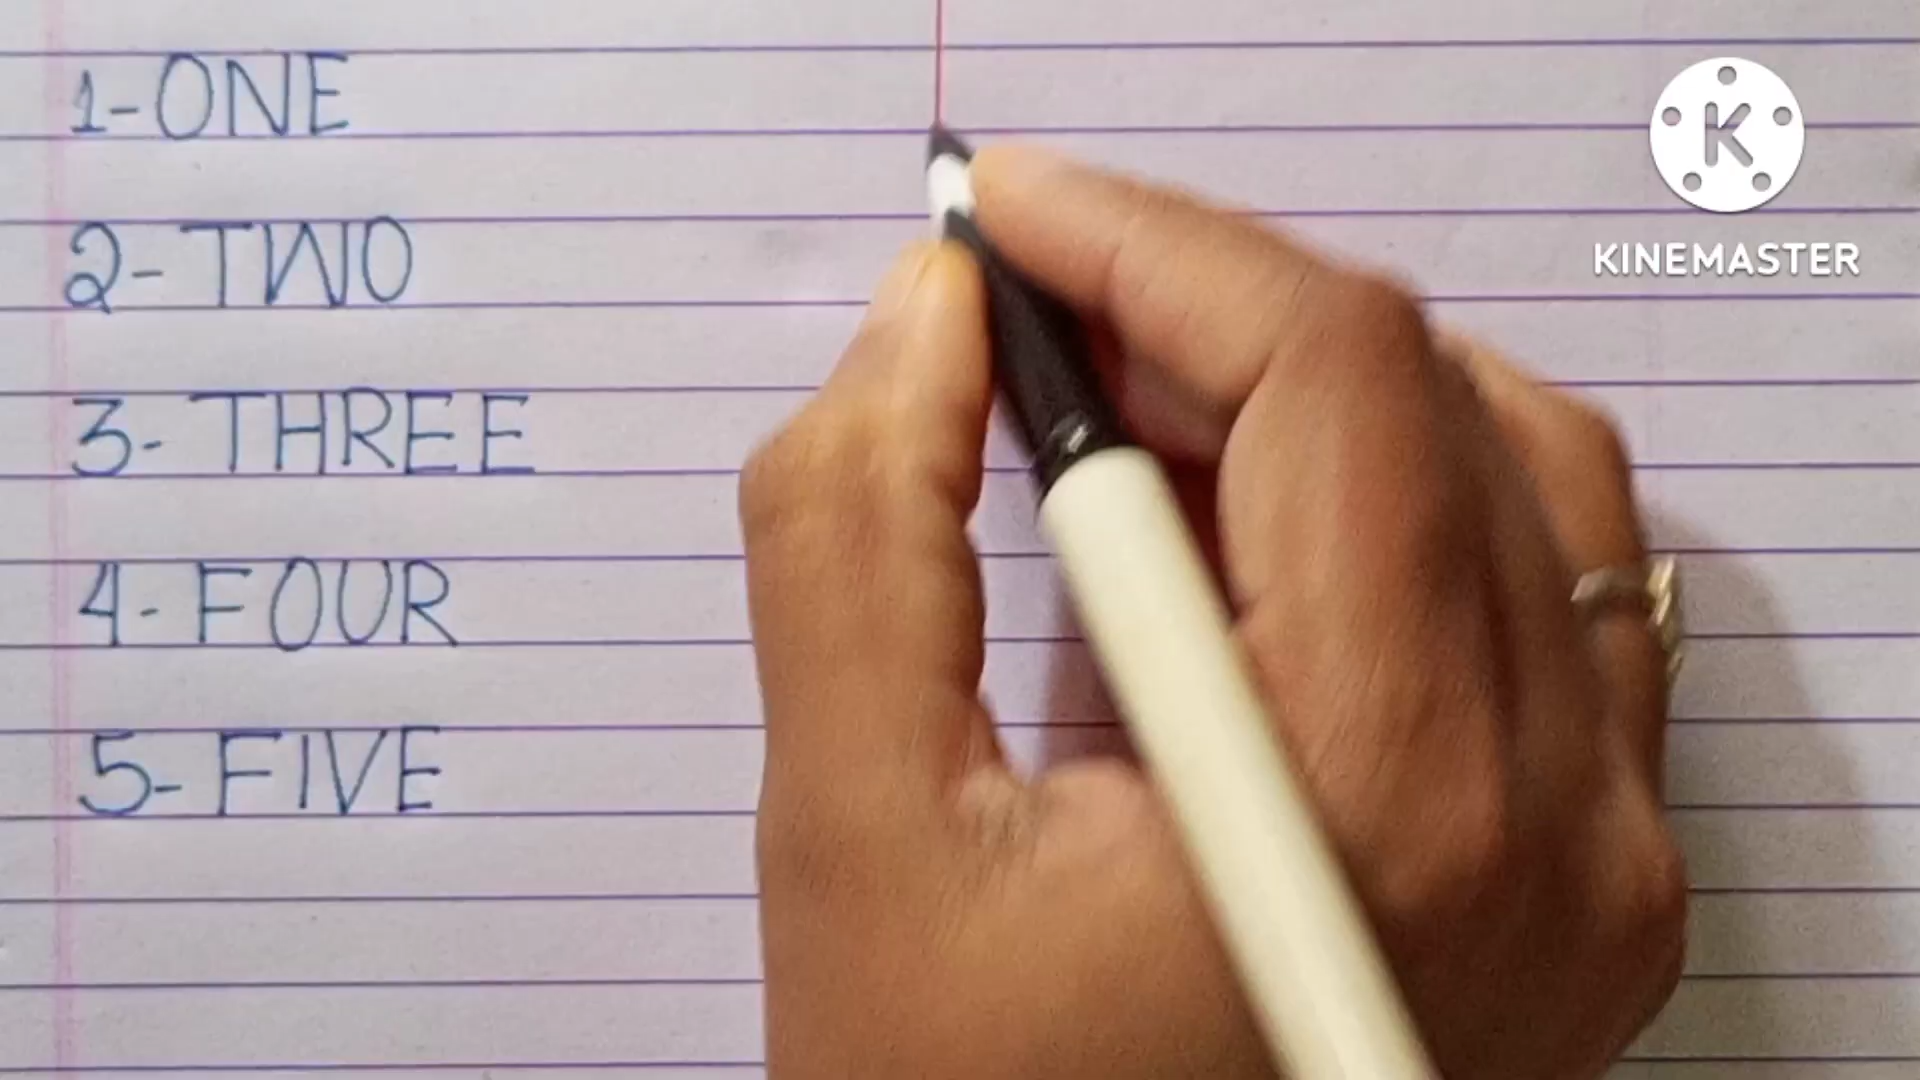 1-ONE
2- TWO
3- THREE
4- FOUR
5- FIVE
K
KINEMASTER